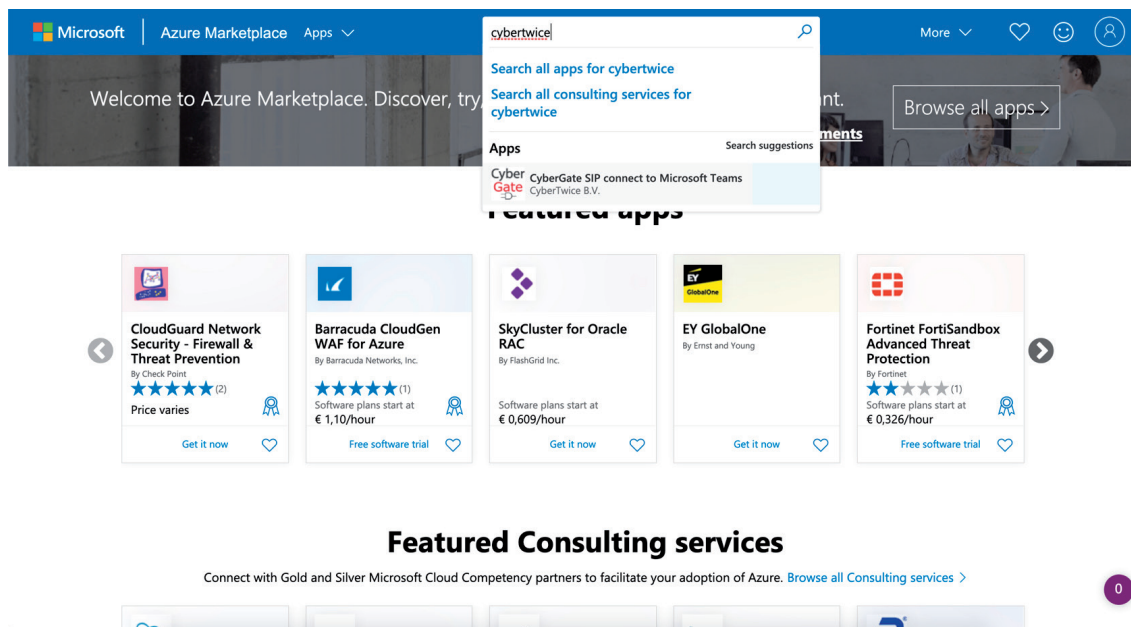 Microsoft
Azure Marketplace
Apps
cybertwice
More
Search all apps for cybertwice
Search all consulting services for
cybertwice
Welcome to Azure Marketplace. Discover, try,
nt.
ments
Browse all apps >
Apps
Search suggestions
Cyber
Gate
CyberGate SIP connect to Microsoft Teams
CyberTwice B.V.
Featured apps
CloudGuard Network
Security - Firewall &
Threat Prevention
By Check Point
(2)
Price varies
Get it now
Barracuda CloudGen
WAF for Azure
By Barracuda Networks, Inc.
(1)
Software plans start at
€ 1,10/hour
Free software trial
SkyCluster for Oracle
RAC
By FlashGrid Inc.
Software plans start at
€ 0,609/hour
Get it now
EY
GlobalOne
EY GlobalOne
By Ernst and Young
Get it now
Fortinet FortiSandbox
Advanced Threat
Protection
By Fortinet
(1)
Software plans start at
€ 0,326/hour
Free software trial
Featured Consulting services
Connect with Gold and Silver Microsoft Cloud Competency partners to facilitate your adoption of Azure. Browse all Consulting services >
0